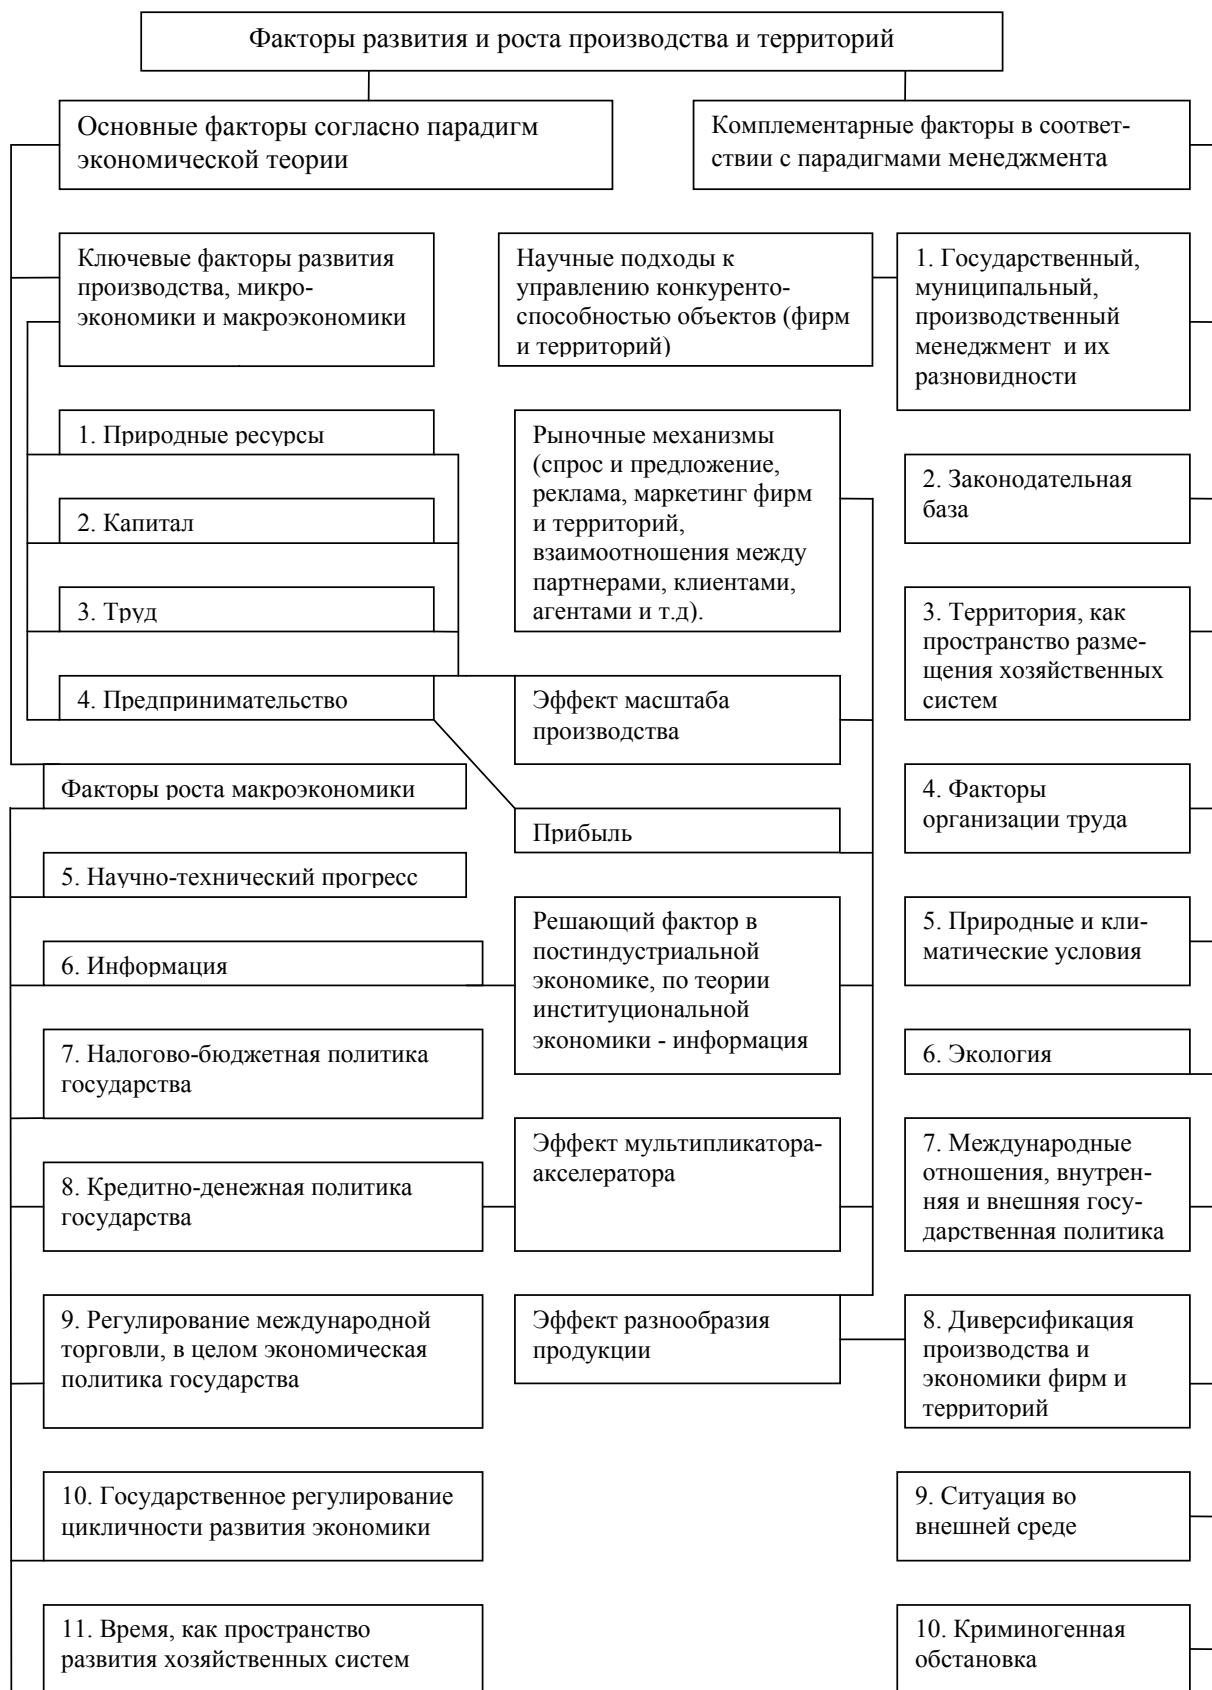 Факторы развития и роста производства и территорий
Основные факторы согласно парадигм
экономической теории
Комплементарные факторы в соответ-
ствии с парадигмами менеджмента
Ключевые факторы развития
производства, микро-
экономики и макроэкономики
Научные подходы к
управлению конкуренто-
способностью объектов (фирм
и территорий)
1. Государственный,
муниципальный,
производственный
менеджмент и их
разновидности
1. Природные ресурсы
2. Капитал
3. Труд
4. Предпринимательство
Рыночные механизмы
(спрос и предложение,
реклама, маркетинг фирм
и территорий,
взаимоотношения между
партнерами, клиентами,
агентами и т.д).
2. Законодательная
база
3. Территория, как
пространство разме-
щения хозяйственных
систем
Эффект масштаба
производства
Факторы роста макроэкономики
Прибыль
4. Факторы
организации труда
5. Научно-технический прогресс
6. Информация
Решающий фактор в
постиндустриальной
экономике, по теории
институциональной
экономики - информация
5. Природные и кли-
матические условия
7. Налогово-бюджетная политика
государства
6. Экология
8. Кредитно-денежная политика
государства
Эффект мультипликатора-
акселератора
7. Международные
отношения, внутрен-
няя и внешняя госу-
дарственная политика
9. Регулирование международной
торговли, в целом экономическая
политика государства
Эффект разнообразия
продукции
8. Диверсификация
производства и
экономики фирм и
территорий
10. Государственное регулирование
цикличности развития экономики
9. Ситуация во
внешней среде
11. Время, как пространство
развития хозяйственных систем
10. Криминогенная
обстановка